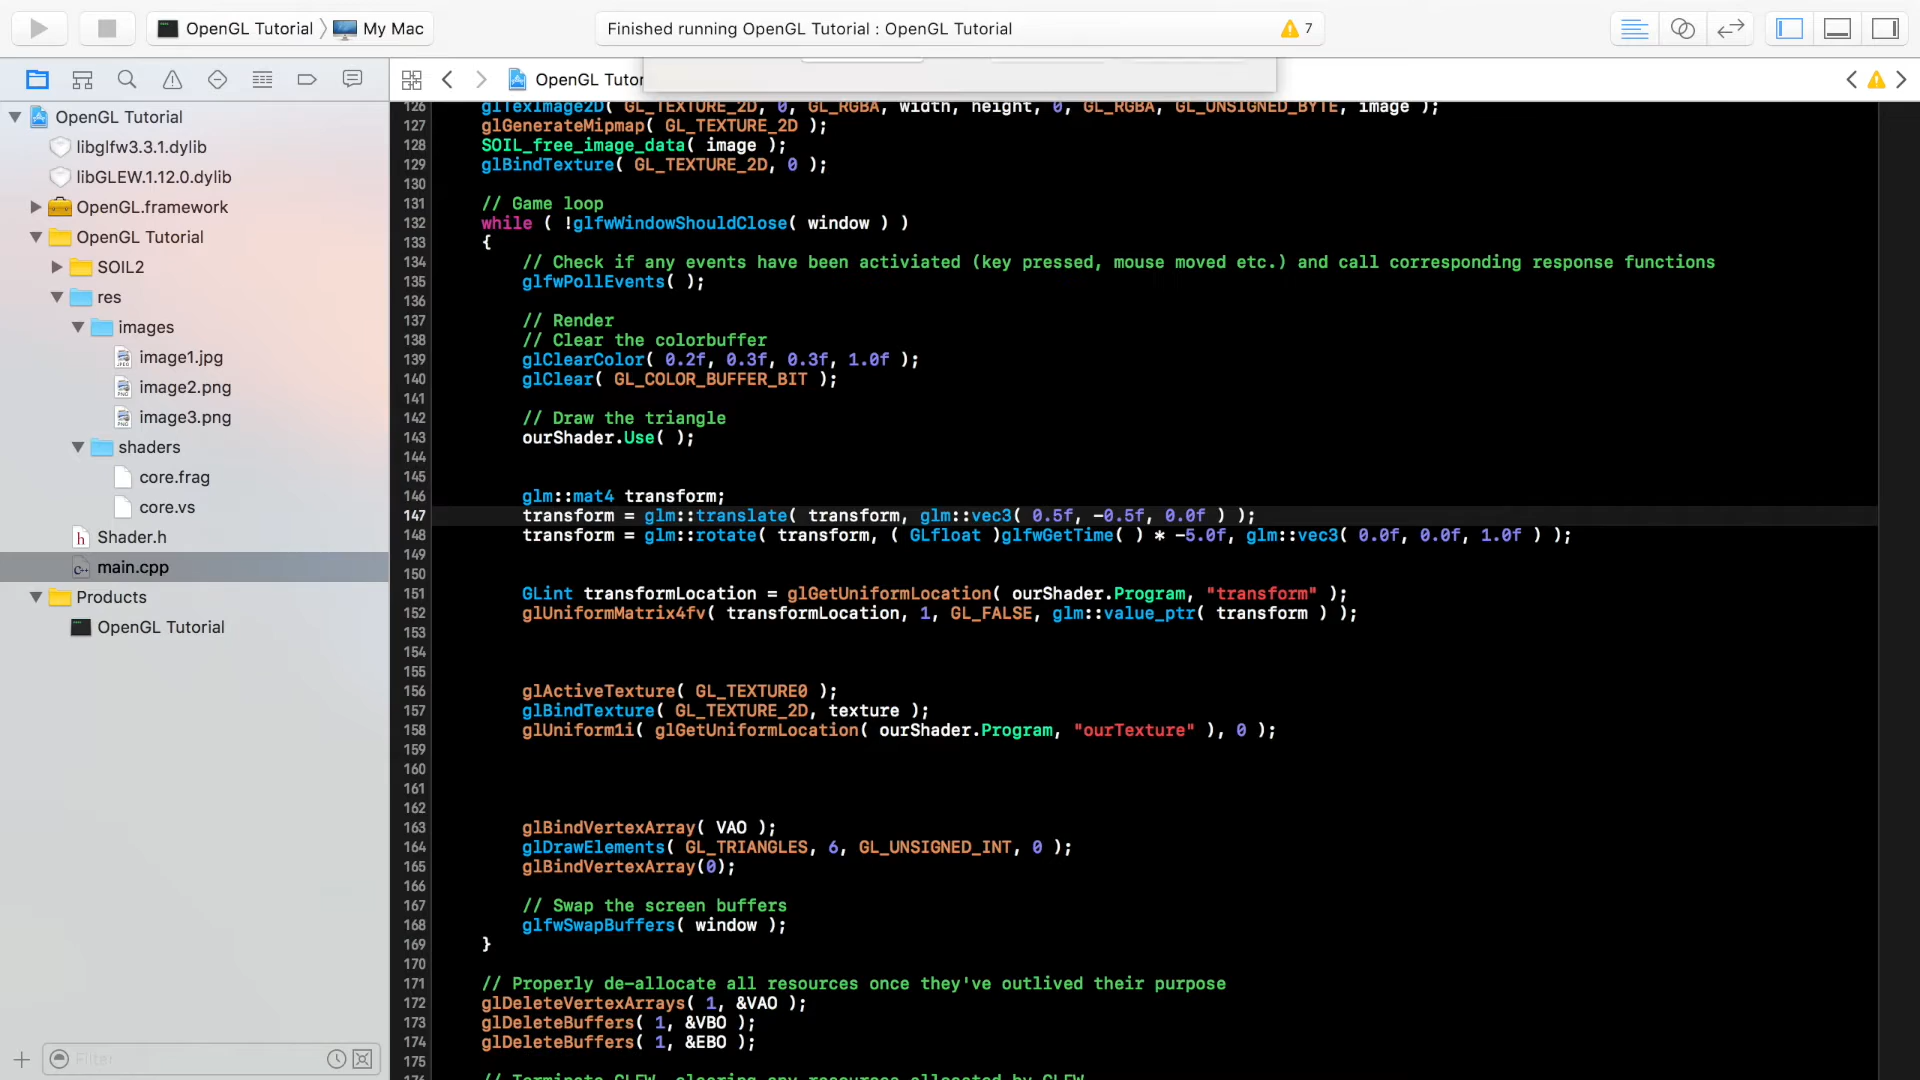 OpenGL Tutorial
My Mac
Finished running OpenGL Tutorial : OpenGL Tutorial
7
OpenGL Tutor
OpenGL Tutorial
libglfw3.3.1.dylib
libGLEW.1.12.0.dylib
OpenGL.framework
OpenGL Tutorial
SOIL2
res
images
image1.jpg
image2.png
image3.png
shaders
core.frag
core.vs
h Shader.h
c++ main.cpp
Products
OpenGL Tutorial
Filter
126 glTexImage2D( GL_TEXTURE_2D, 0, GL_RGBA, width, height, 0, GL_RGBA, GL_UNSIGNED_BYTE, image );
127 glGenerateMipmap( GL_TEXTURE_2D );
128 SOIL_free_image_data( image );
129 glBindTexture( GL_TEXTURE_2D, 0 );
130
131 // Game loop
132 while ( !glfwWindowShouldClose( window ) )
133 {
134 // Check if any events have been activiated (key pressed, mouse moved etc.) and call corresponding response functions
135 glfwPollEvents( );
136
137 // Render
138 // Clear the colorbuffer
139 glClearColor( 0.2f, 0.3f, 0.3f, 1.0f );
140 glClear( GL_COLOR_BUFFER_BIT );
141
142 // Draw the triangle
143 ourShader.Use( );
144
145
146 glm::mat4 transform;
147 transform = glm::translate( transform, glm::vec3( 0.5f, -0.5f, 0.0f ) );
148 transform = glm::rotate( transform, ( GLfloat )glfwGetTime( ) * -5.0f, glm::vec3( 0.0f, 0.0f, 1.0f ) );
149
150
151 GLint transformLocation = glGetUniformLocation( ourShader.Program, "transform" );
152 glUniformMatrix4fv( transformLocation, 1, GL_FALSE, glm::value_ptr( transform ) );
153
154
155
156 glActiveTexture( GL_TEXTURE0 );
157 glBindTexture( GL_TEXTURE_2D, texture );
158 glUniform1i( glGetUniformLocation( ourShader.Program, "ourTexture" ), 0 );
159
160
161
162
163 glBindVertexArray( VAO );
164 glDrawElements( GL_TRIANGLES, 6, GL_UNSIGNED_INT, 0 );
165 glBindVertexArray(0);
166
167 // Swap the screen buffers
168 glfwSwapBuffers( window );
169 }
170
171 // Properly de-allocate all resources once they've outlived their purpose
172 glDeleteVertexArrays( 1, &VAO );
173 glDeleteBuffers( 1, &VBO );
174 glDeleteBuffers( 1, &EBO );
175
176 // Terminate GLFW, clearing any resources allocated by GLFW.